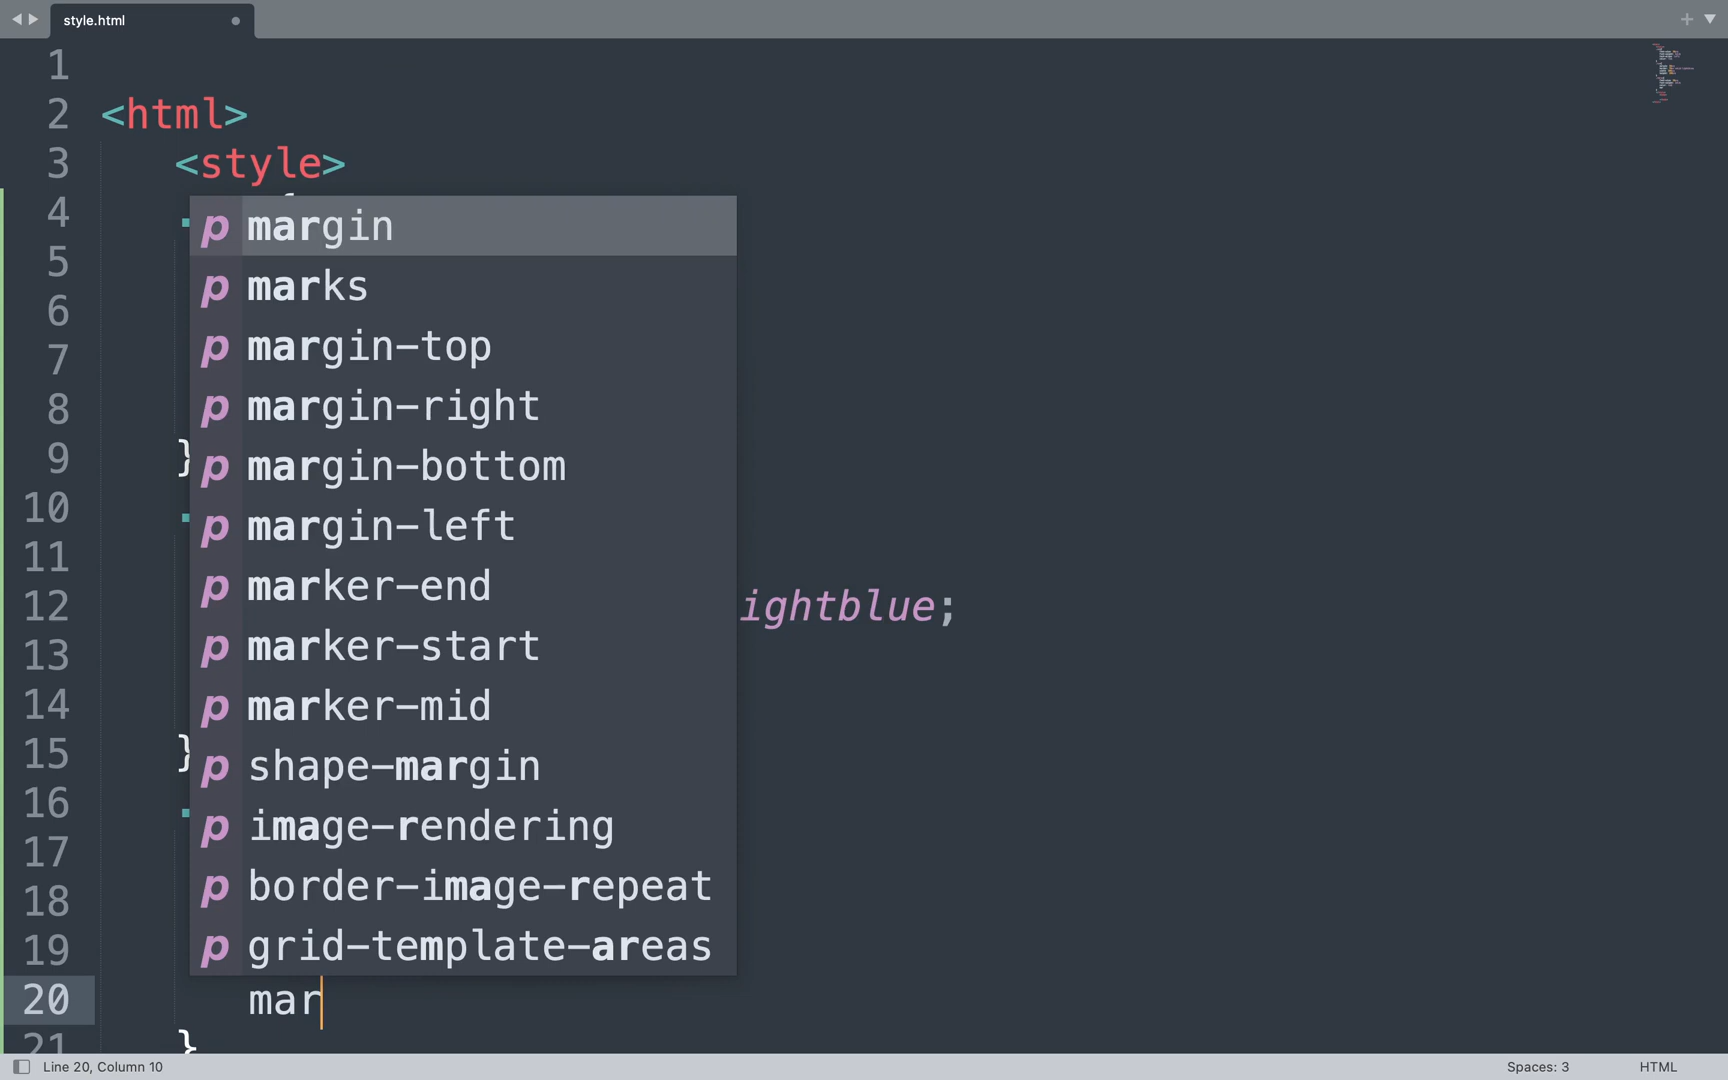 style.html
1
2 <html>
3 <style>
4
5
6
7
8
9 }
10
11
12 ightblue;
13
14
15 }
16
17
18
19
20 mar
21 }
p margin
p marks
p margin-top
p margin-right
p margin-bottom
p margin-left
p marker-end
p marker-start
p marker-mid
p shape-margin
p image-rendering
p border-image-repeat
p grid-template-areas
Line 20, Column 10
Spaces: 3
HTML